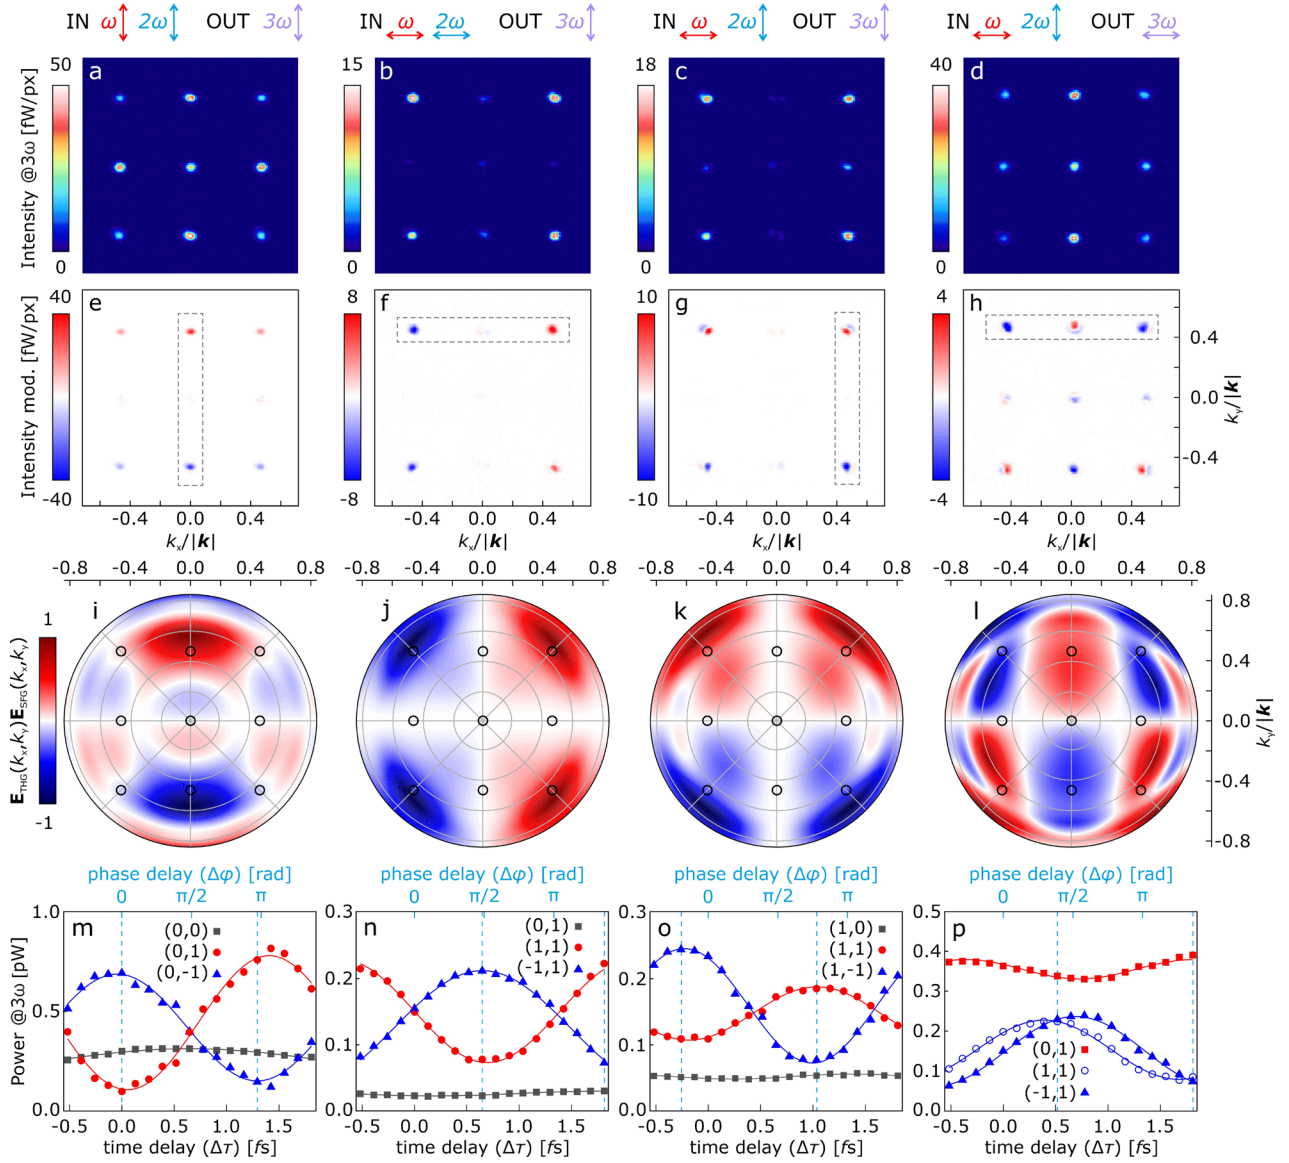 IN ω 2ω OUT 3ω
IN ω 2ω OUT 3ω
IN ω 2ω OUT 3ω
IN ω 2ω OUT 3ω
Intensity @3ω [fW/px]
50
0
a
15
0
b
18
0
c
40
0
d
Intensity mod. [fW/px]
40
-40
e
8
-8
f
10
-10
g
4
-4
h
0.4
0.0
-0.4
ky/|k|
-0.4 0.0 0.4
kx/|k|
-0.4 0.0 0.4
kx/|k|
-0.4 0.0 0.4
kx/|k|
-0.4 0.0 0.4
kx/|k|
-0.8 -0.4 0.0 0.4 0.8
-0.8 -0.4 0.0 0.4 0.8
-0.8 -0.4 0.0 0.4 0.8
-0.8 -0.4 0.0 0.4 0.8
ETHG(kx,ky)ESFG(kx,ky)
1
-1
i
j
k
l
0.8
0.4
0.0
-0.4
-0.8
ky/|k|
phase delay (Δφ) [rad]
0 π/2 π
phase delay (Δφ) [rad]
0 π/2 π
phase delay (Δφ) [rad]
0 π/2 π
phase delay (Δφ) [rad]
0 π/2 π
Power @3ω [pW]
1.0
0.5
0.0
m
(0,0)
(0,1)
(0,-1)
-0.5 0.0 0.5 1.0 1.5
time delay (Δτ) [fs]
0.3
0.2
0.1
0.0
n
(0,1)
(1,1)
(-1,1)
-0.5 0.0 0.5 1.0 1.5
time delay (Δτ) [fs]
0.3
0.2
0.1
0.0
o
(1,0)
(1,1)
(1,-1)
-0.5 0.0 0.5 1.0 1.5
time delay (Δτ) [fs]
0.5
0.4
0.3
0.2
0.1
0.0
p
(0,1)
(1,1)
(-1,1)
-0.5 0.0 0.5 1.0 1.5
time delay (Δτ) [fs]